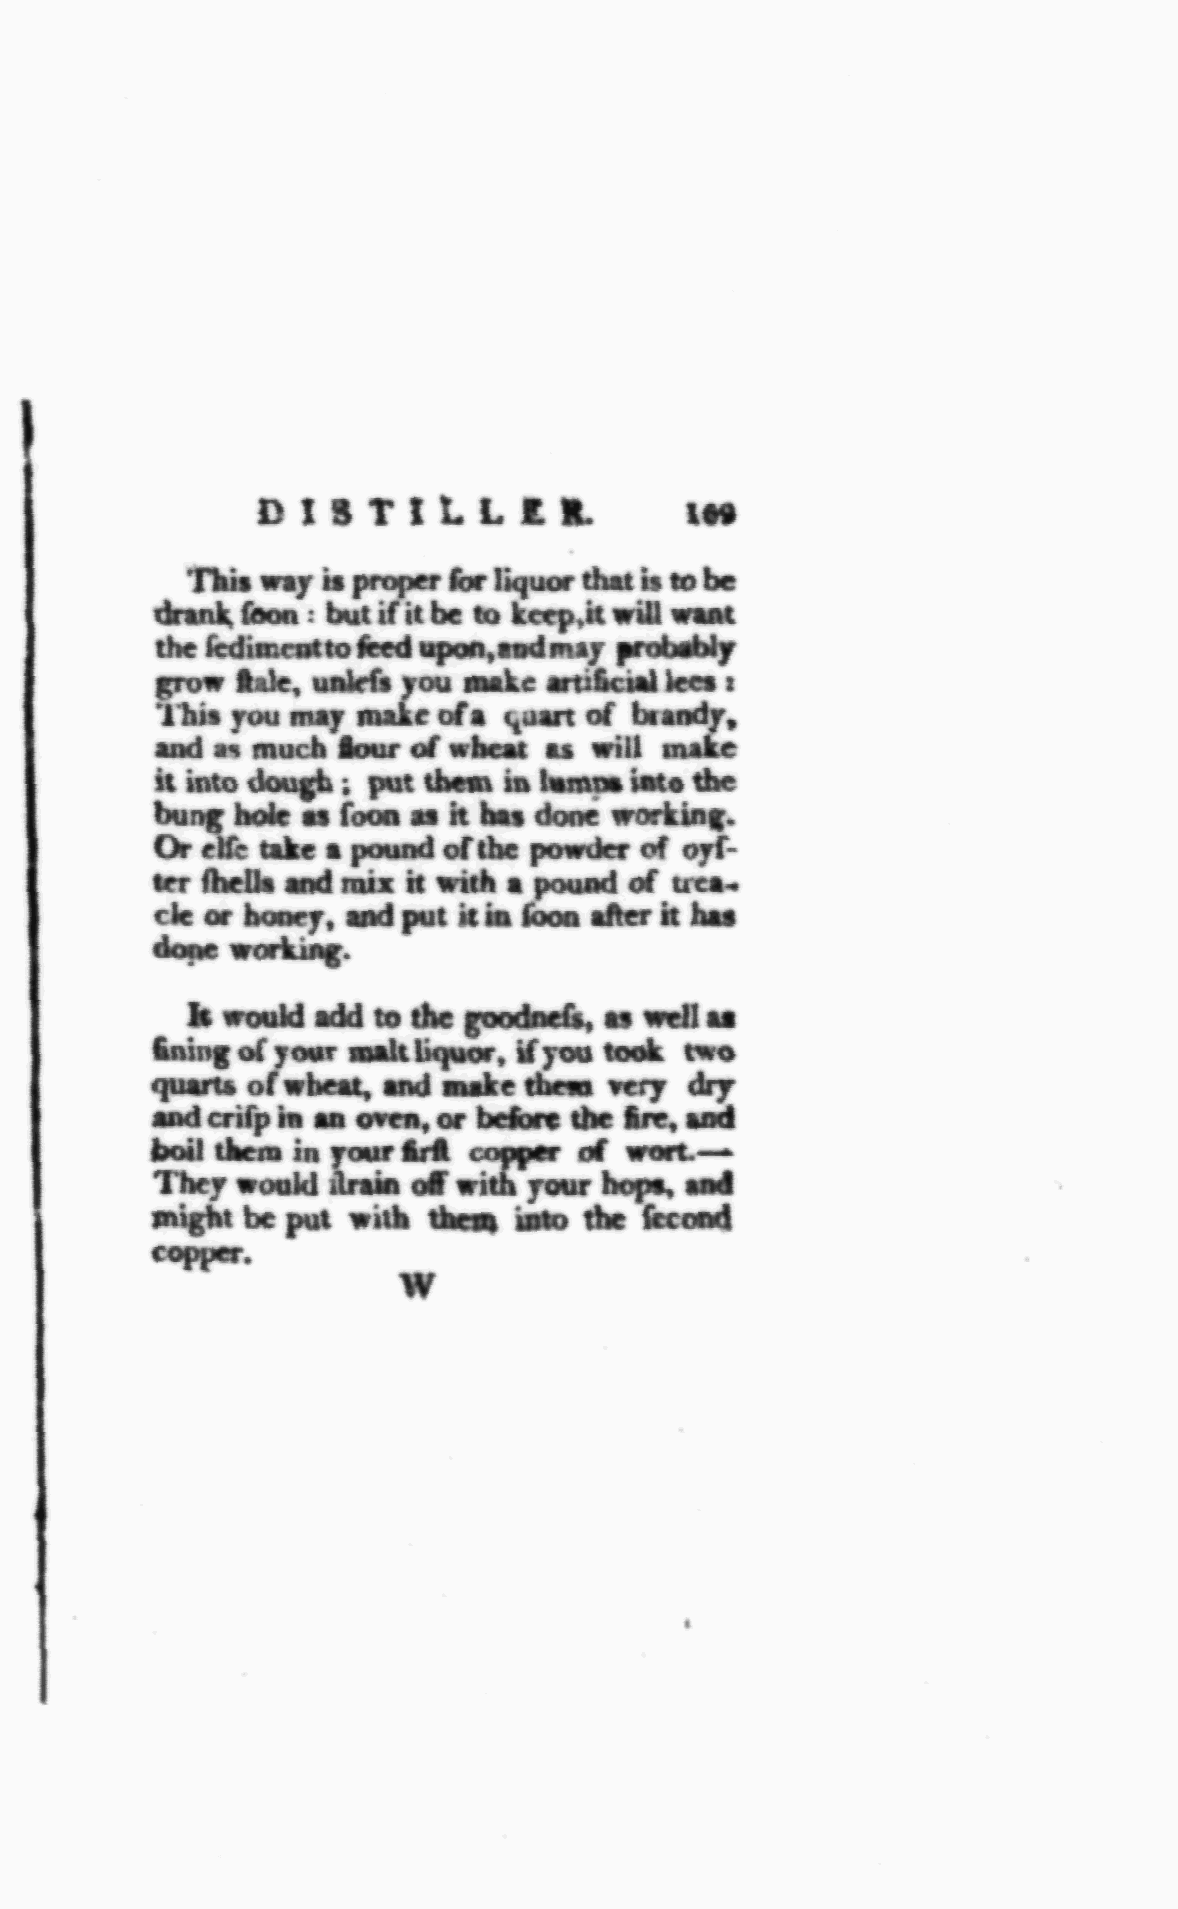 DISTILLER. 169
This way is proper for liquor that is to be
drank ſoon : but if it be to keep, it will want
the ſediment to feed upon, and may probably
grow ſtale, unleſs you make artificial lees :
This you may make of a quart of brandy,
and as much flour of wheat as will make
it into dough ; put them in lumps into the
bung hole as ſoon as it has done working.
Or elſe take a pound of the powder of oyſ-
ter ſhells and mix it with a pound of trea-
cle or honey, and put it in ſoon after it has
done working.
It would add to the goodneſs, as well as
fining of your malt liquor, if you took two
quarts of wheat, and make them very dry
and criſp in an oven, or before the fire, and
boil them in your firſt copper of wort.—
They would ſtrain off with your hops, and
might be put with them into the ſecond
copper.
W